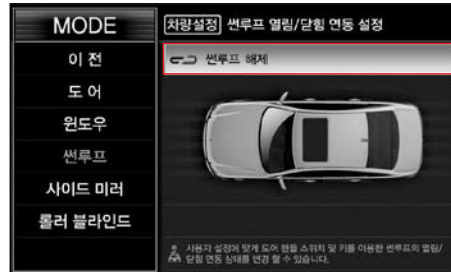 MODE
차량설정 썬루프 열림/닫힘 연동 설정
이 전
썬루프 해제
도 어
윈도우
썬루프
사이드 미러
롤러 블라인드
사용자 설정에 맞게 도어 핸들 스위치 및 키를 이용한 썬루프의 열림/
닫힘 연동 상태를 변경 할 수 있습니다.